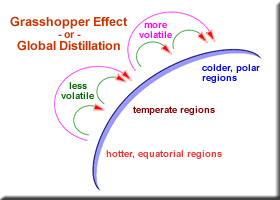 Grasshopper Effect
- or -
Global Distillation
more
volatile
less
volatile
colder, polar
regions
temperate regions
hotter, equatorial regions